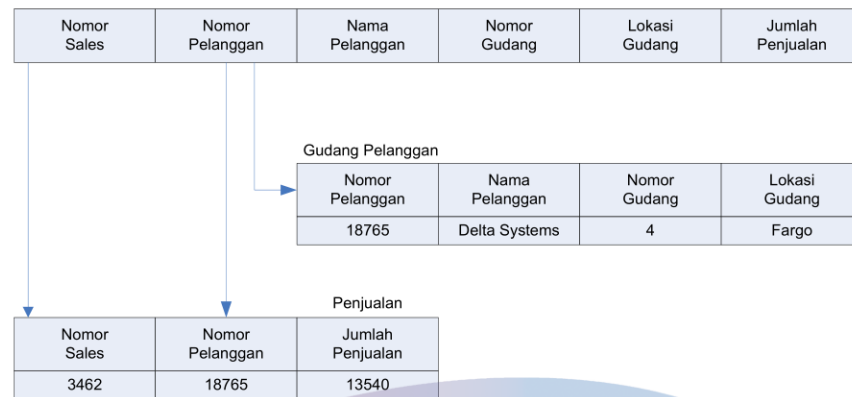 Nomor Sales
Nomor Pelanggan
Nama Pelanggan
Nomor Gudang
Lokasi Gudang
Jumlah Penjualan
Gudang Pelanggan
Nomor Pelanggan
Nama Pelanggan
Nomor Gudang
Lokasi Gudang
18765
Delta Systems
4
Fargo
Penjualan
Nomor Sales
Nomor Pelanggan
Jumlah Penjualan
3462
18765
13540